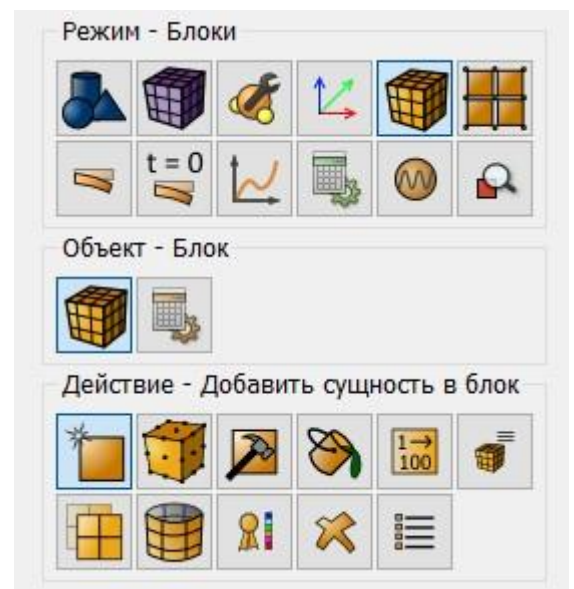 Режим - Блоки
t = 0
Объект - Блок
Действие - Добавить сущность в блок
1→
100